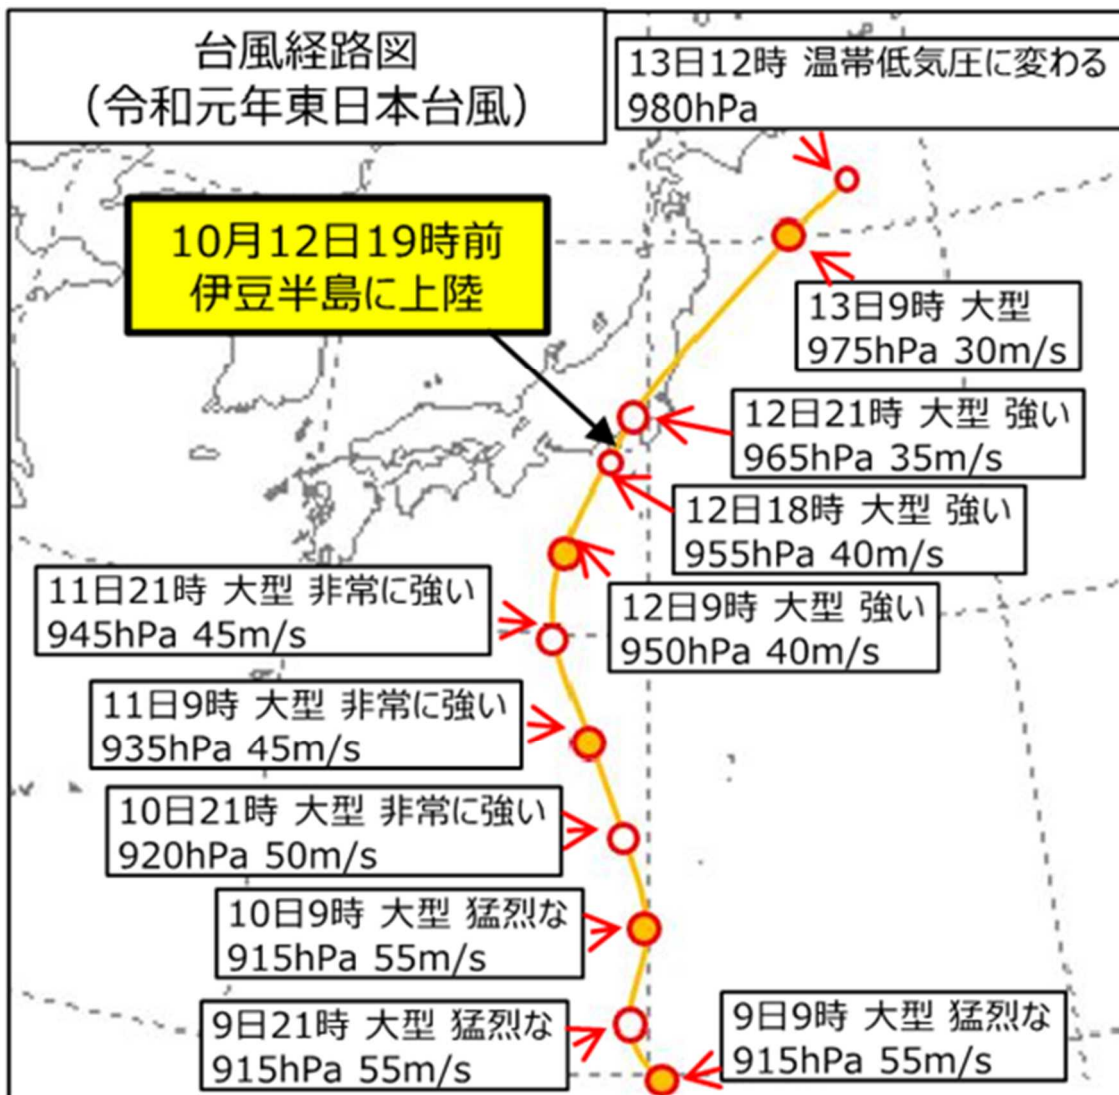 台風経路図
（令和元年東日本台風）
13日12時 温帯低気圧に変わる
980hPa
10月12日19時前
伊豆半島に上陸
13日9時 大型
975hPa 30m/s
12日21時 大型 強い
965hPa 35m/s
12日18時 大型 強い
955hPa 40m/s
12日9時 大型 強い
950hPa 40m/s
11日21時 大型 非常に強い
945hPa 45m/s
11日9時 大型 非常に強い
935hPa 45m/s
10日21時 大型 非常に強い
920hPa 50m/s
10日9時 大型 猛烈な
915hPa 55m/s
9日21時 大型 猛烈な
915hPa 55m/s
9日9時 大型 猛烈な
915hPa 55m/s